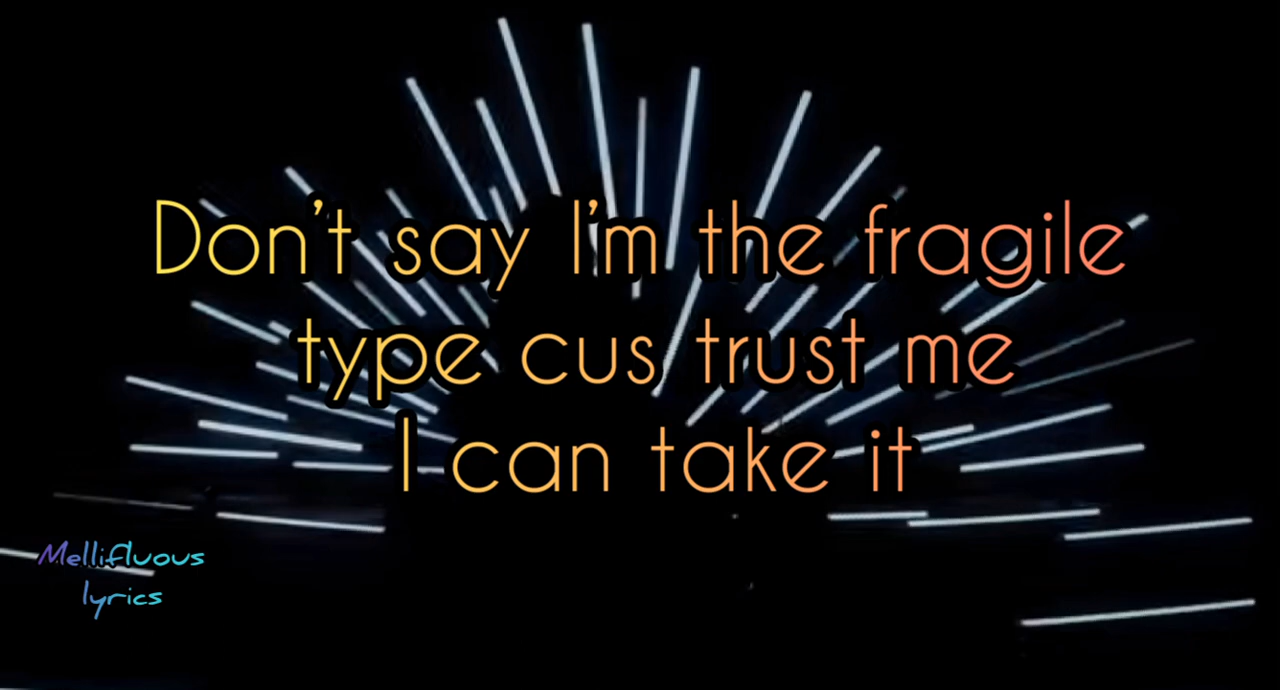 Don't say I'm the fragile
type cus trust me
I can take it
Mellifluous
lyrics